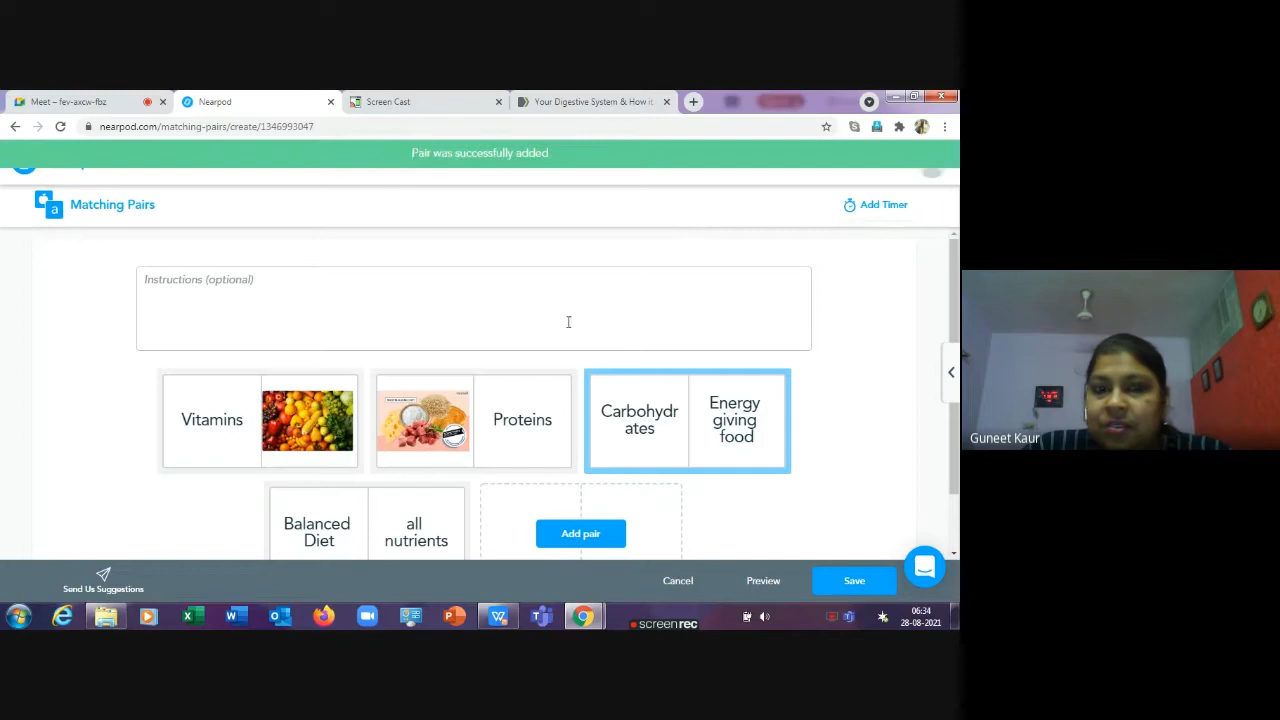 Meet – fev-axcw-fbz
Nearpod
Screen Cast
Your Digestive System & How it
nearpod.com/matching-pairs/create/1346993047
Pair was successfully added
a
Matching Pairs
Add Timer
Instructions (optional)
Vitamins
Proteins
Carbohydr
ates
Energy
giving
food
Guneet Kaur
Balanced
Diet
all
nutrients
Add pair
Send Us Suggestions
Cancel
Preview
Save
06:34
28-08-2021
screenrec